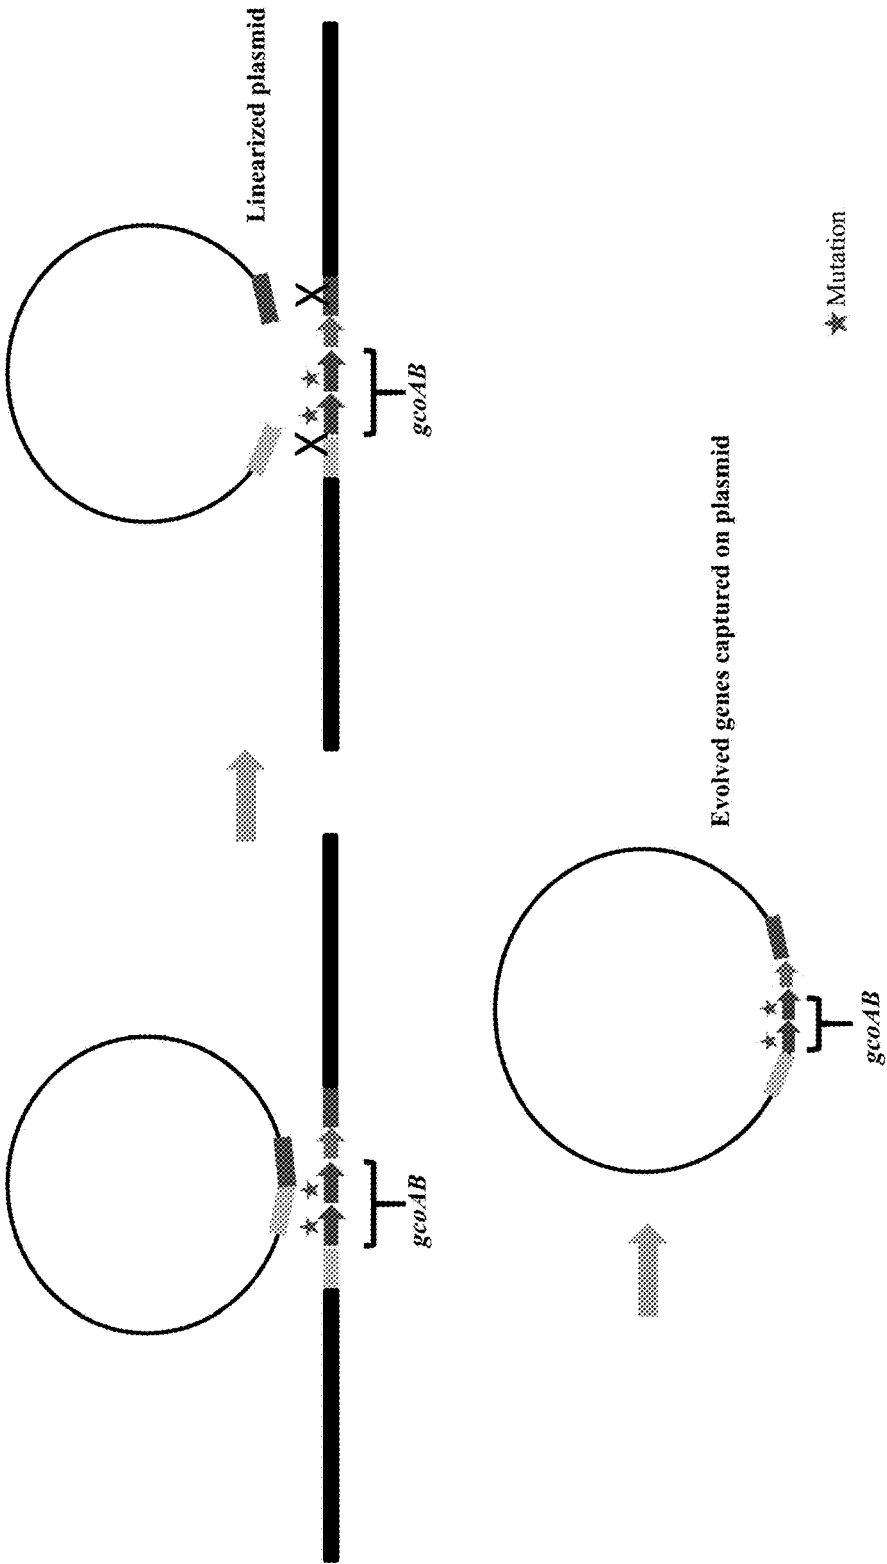 Linearized plasmid
gcoAB
gcoAB
Evolved genes captured on plasmid
gcoAB
Mutation